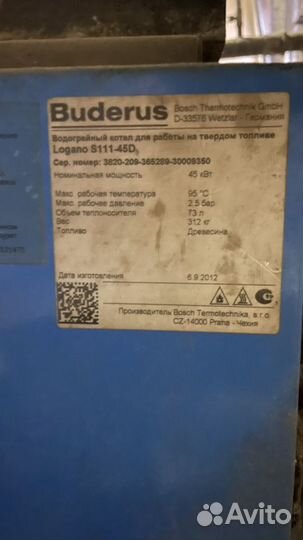 Buderus
Bosch Thermotechnik GmbH
D-33576 Wetzlar - Германия
Водогрейный котел для работы на твердом топливе
Logano S111-45D
Сер. номер: 3820-209-365289-30009350
Номинальная мощность 45 кВт
Макс. рабочая температура 95 °C
Макс. рабочее давление 2,5 бар
Объем теплоносителя 73 л
Вес 312 кг
Топливо Древесина
Дата изготовления 6.9.2012
Производитель Bosch Termotechnika, s.r.o.
CZ-14000 Praha - Чехия
Avito